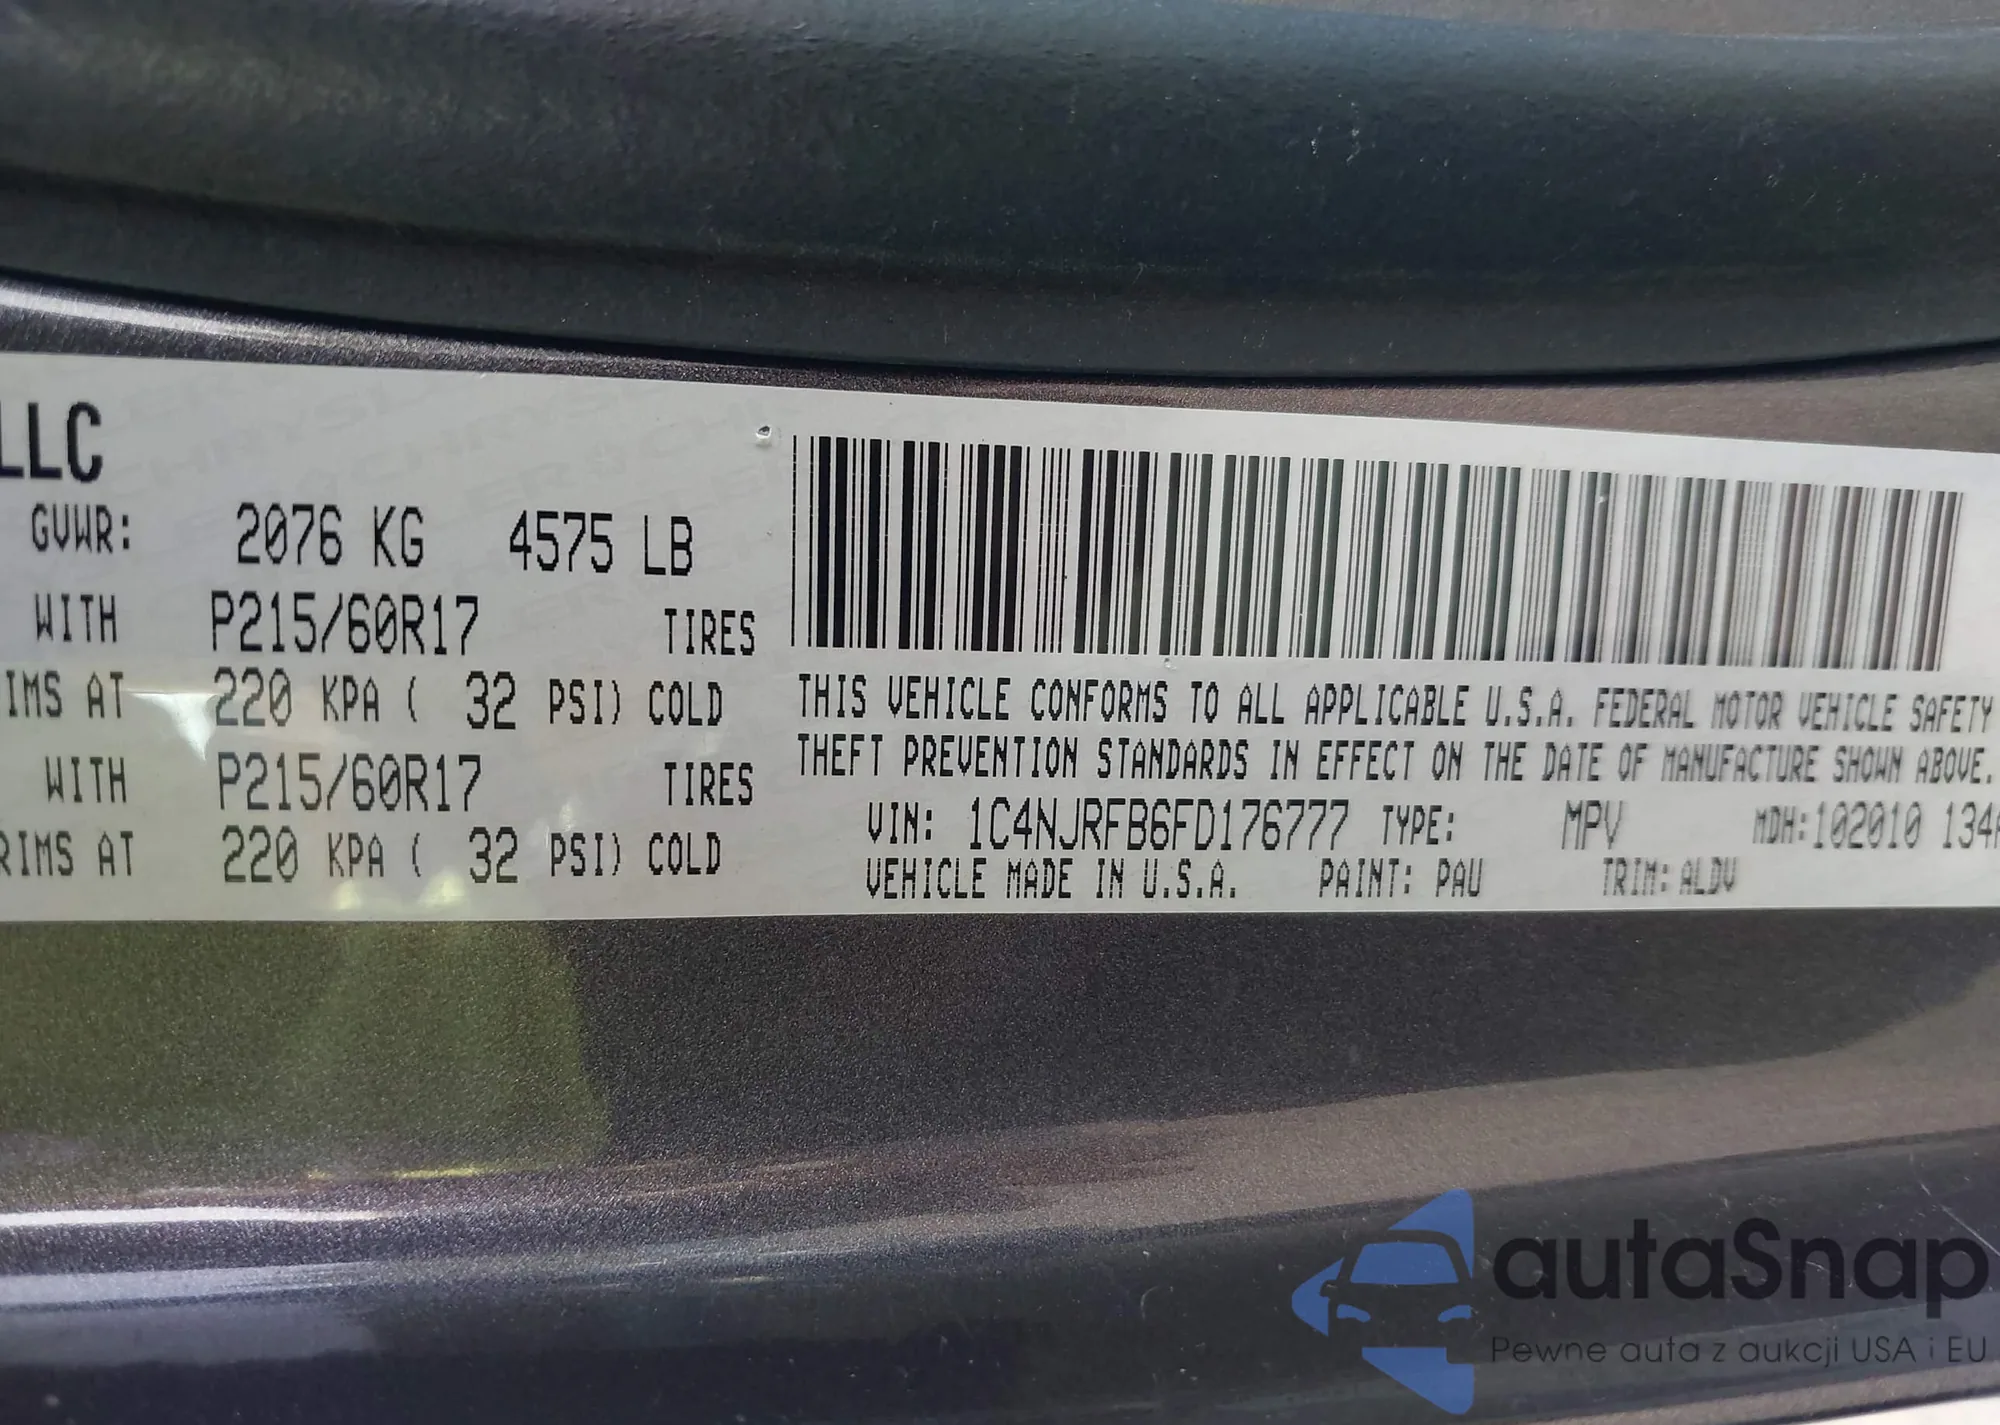 LLC
GVWR: 2076 KG 4575 LB
WITH P215/60R17 TIRES
IMS AT 220 KPA ( 32 PSI) COLD
WITH P215/60R17 TIRES
RIMS AT 220 KPA ( 32 PSI) COLD
THIS VEHICLE CONFORMS TO ALL APPLICABLE U.S.A. FEDERAL MOTOR VEHICLE SAFETY
THEFT PREVENTION STANDARDS IN EFFECT ON THE DATE OF MANUFACTURE SHOWN ABOVE.
VIN: 1C4NJRFB6FD176777 TYPE: MPV MDH: 102010 134
VEHICLE MADE IN U.S.A. PAINT: PAU TRIM: ALDV
autaSnap
Pewne auta z aukcji USA i EU